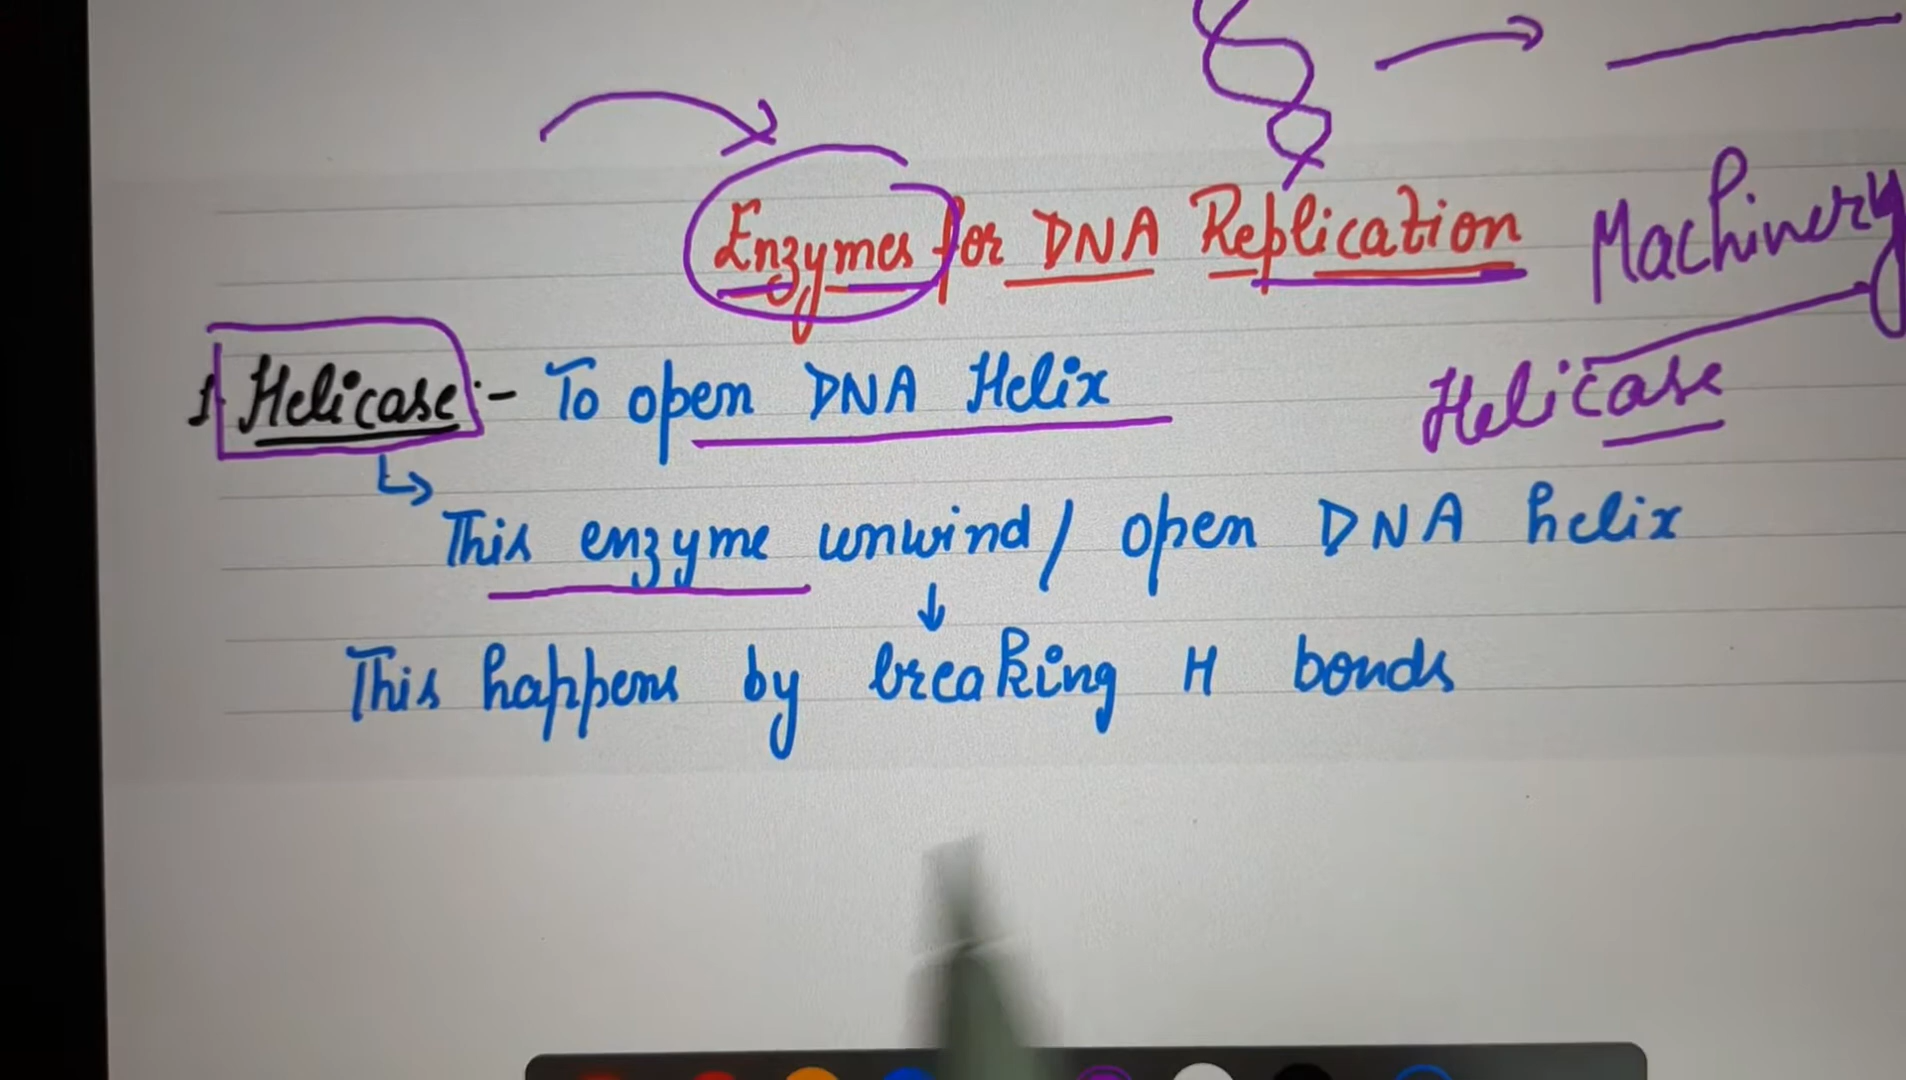 Enzymes for DNA Replication Machinery
1 Helicase :- To open DNA Helix Helicase
↳ This enzyme unwind / open DNA helix
↓
This happens by breaking H bonds